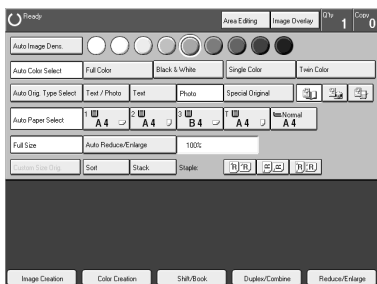 Ready Area Editing Image Overlay Q'ty 1 Copy 0
Auto Image Dens.
Auto Color Select Full Color Black & White Single Color Twin Color
Auto Orig. Type Select Text / Photo Text Photo Special Original
Auto Paper Select 1 A4 2 A4 3 B4 T A4 Normal A4
Full Size Auto Reduce/Enlarge 100%
Custom Size Orig. Sort Stack Staple:
Image Creation Color Creation Shift/Book Duplex/Combine Reduce/Enlarge